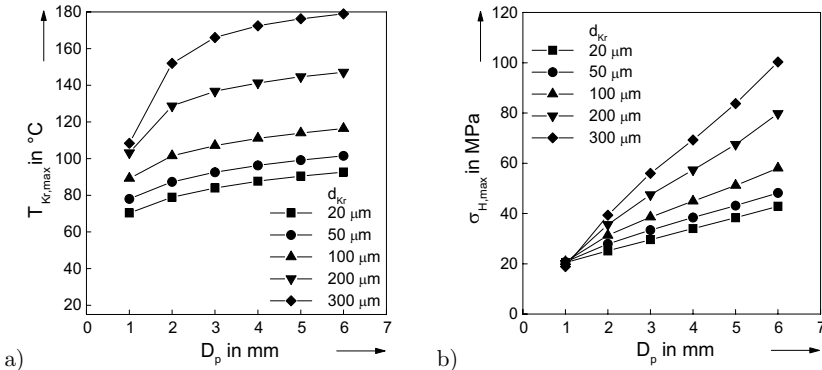 180
160
140
120
100
80
60
40
20
0 1 2 3 4 5 6 7
T_Kr,max in °C
D_p in mm
d_Kr
20 μm
50 μm
100 μm
200 μm
300 μm
a)
120
100
80
60
40
20
0
0 1 2 3 4 5 6 7
σ_H,max in MPa
D_p in mm
d_Kr
20 μm
50 μm
100 μm
200 μm
300 μm
b)